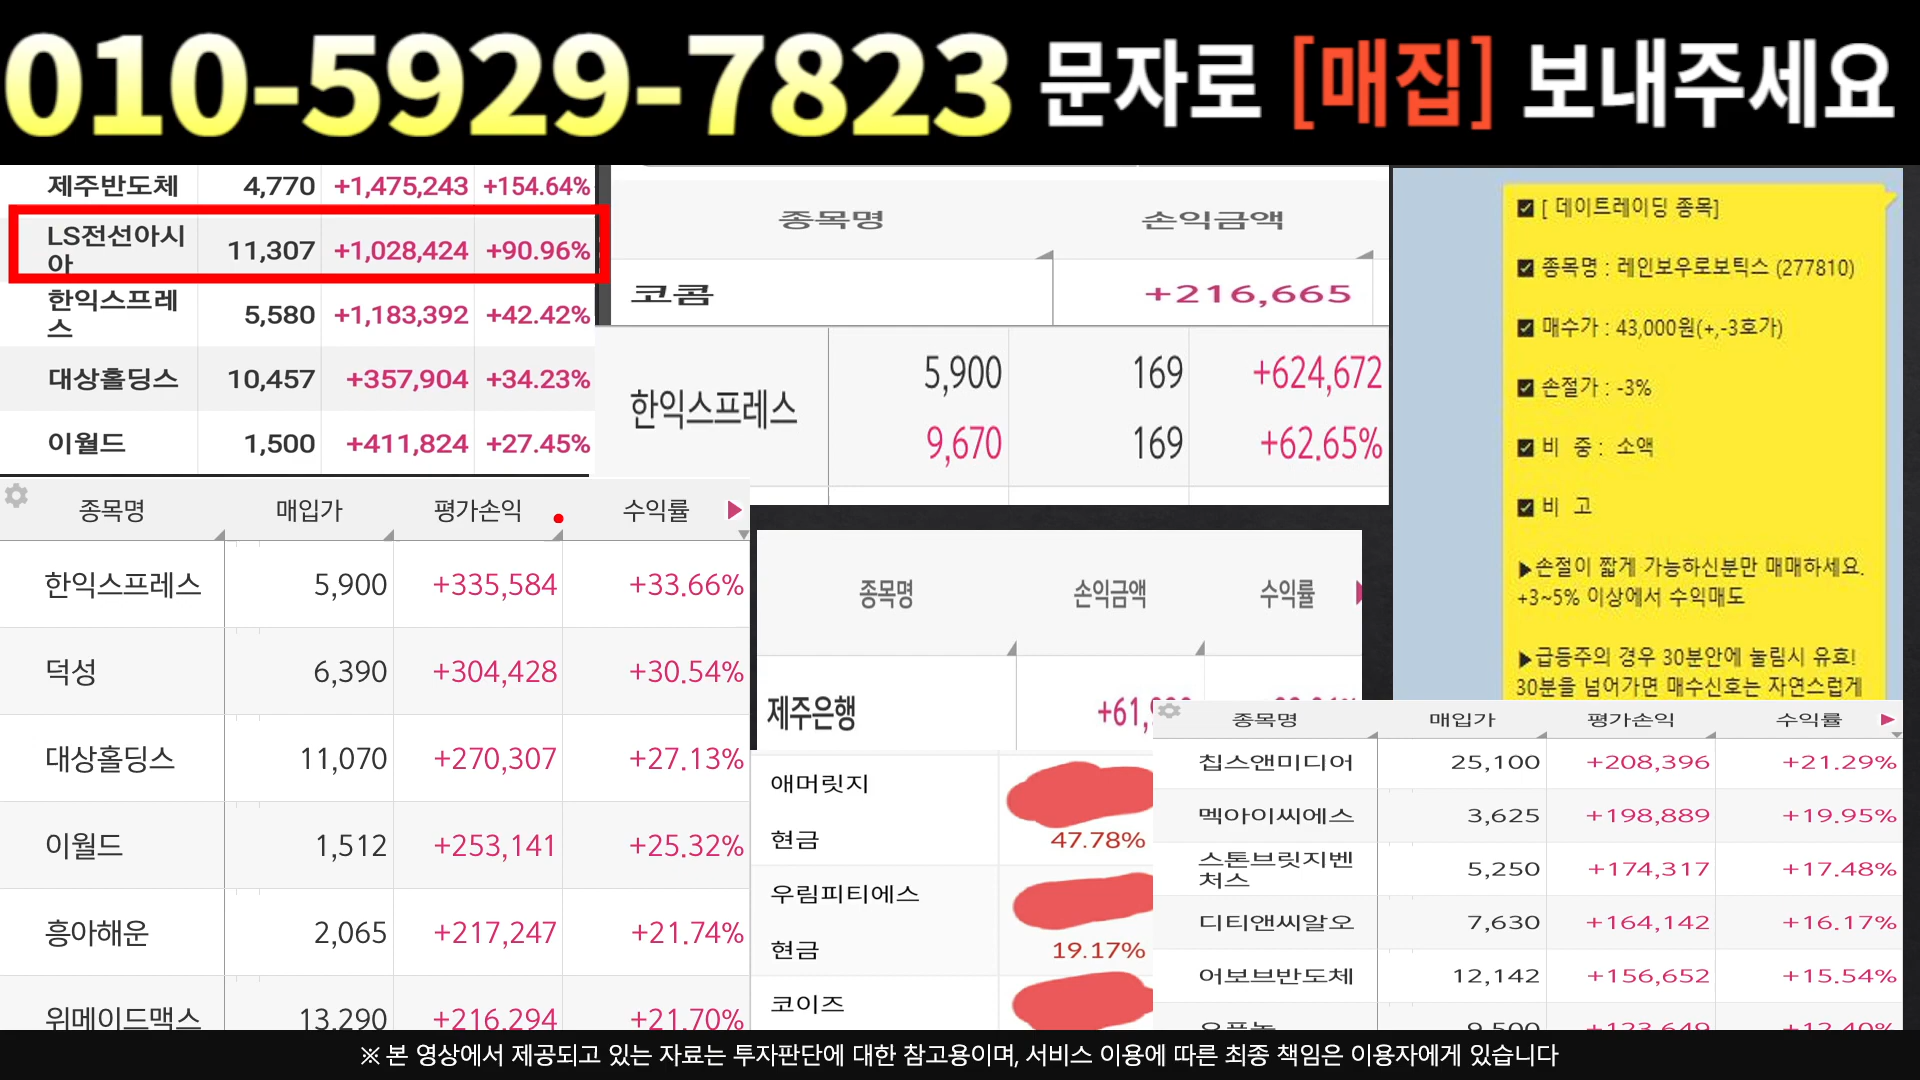 010-5929-7823 문자로 [매집] 보내주세요
제주반도체 4,770 +1,475,243 +154.64%
LS전선아시아 11,307 +1,028,424 +90.96%
한익스프레스 5,580 +1,183,392 +42.42%
대상홀딩스 10,457 +357,904 +34.23%
이월드 1,500 +411,824 +27.45%
종목명 손익금액
코콤 +216,665
한익스프레스 5,900 169 +624,672
9,670 169 +62.65%
☑ [ 데이트레이딩 종목]
☑ 종목명 : 레인보우로보틱스 (277810)
☑ 매수가 : 43,000원(+,-3호가)
☑ 손절가 : -3%
☑ 비 중 : 소액
☑ 비 고
▶손절이 짧게 가능하신분만 매매하세요.
+3~5% 이상에서 수익매도
▶급등주의 경우 30분안에 눌림시 유효!
30분을 넘어가면 매수신호는 자연스럽게
종목명 매입가 평가손익 수익률
한익스프레스 5,900 +335,584 +33.66%
덕성 6,390 +304,428 +30.54%
대상홀딩스 11,070 +270,307 +27.13%
이월드 1,512 +253,141 +25.32%
흥아해운 2,065 +217,247 +21.74%
위메이드맥스 13,290 +216,294 +21.70%
종목명 손익금액 수익률
제주은행 +61,
애머릿지
현금 47.78%
우림피티에스
현금 19.17%
코이즈
종목명 매입가 평가손익 수익률
칩스앤미디어 25,100 +208,396 +21.29%
멕아이씨에스 3,625 +198,889 +19.95%
스톤브릿지벤처스 5,250 +174,317 +17.48%
디티앤씨알오 7,630 +164,142 +16.17%
어보브반도체 12,142 +156,652 +15.54%
9,500 +123,649 +12.40%
※ 본 영상에서 제공되고 있는 자료는 투자판단에 대한 참고용이며, 서비스 이용에 따른 최종 책임은 이용자에게 있습니다